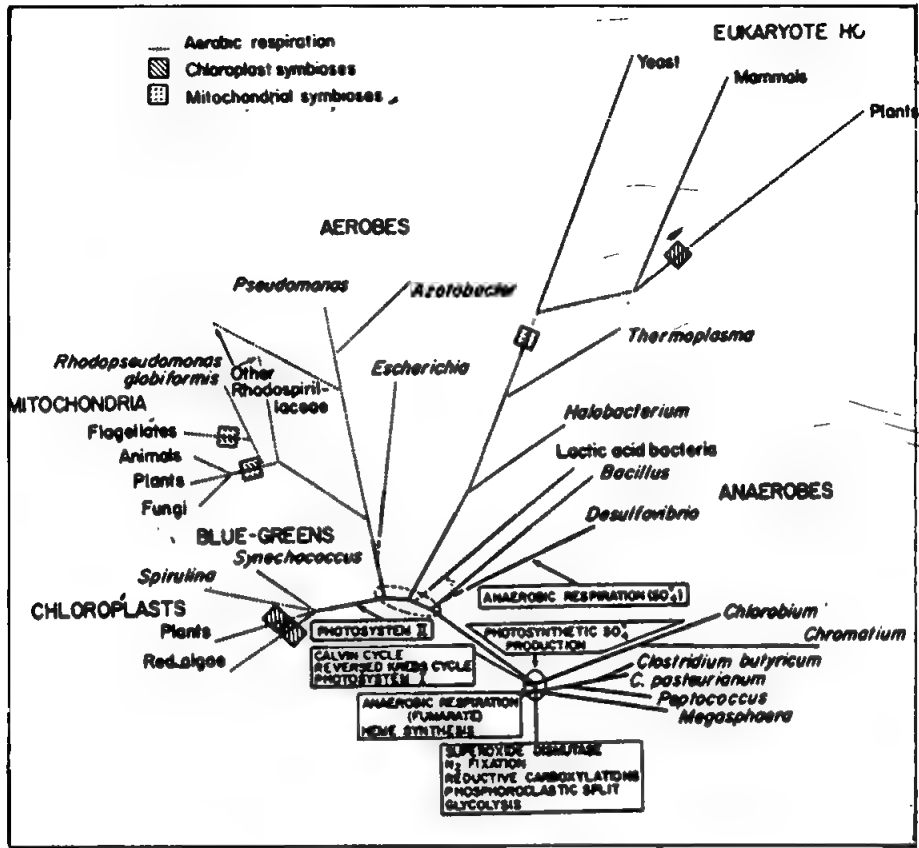 EUKARYOTE HO
Aerobic respiration
Chloroplast symbioses
Mitochondrial symbioses
Yeast
Mammals
Plants
AEROBES
Pseudomonas
Azotobacter
Rhodopseudomonas
globiformis
Other
Rhodospiril-
laceae
Escherichia
Thermoplasma
MITOCHONDRIA
Flagellates
Animals
Plants
Fungi
Halobacterium
Lactic acid bacteria
Bacillus
ANAEROBES
Desulfovibrio
BLUE-GREENS
Synechococcus
Spirulina
CHLOROPLASTS
Plants
Red algae
ANAEROBIC RESPIRATION (SO₄⁼)
PHOTOSYSTEM II
PHOTOSYNTHETIC SO₄⁼
PRODUCTION
Chlorobium
Chromatium
CALVIN CYCLE
REVERSED KREBS CYCLE
PHOTOSYSTEM I
Clostridium butyricum
C. pasteurianum
Peptococcus
Megasphaera
ANAEROBIC RESPIRATION
(FUMARATE)
HEME SYNTHESIS
SUPEROXIDE DISMUTASE
N₂ FIXATION
REDUCTIVE CARBOXYLATIONS
PHOSPHOROCLASTIC SPLIT
GLYCOLYSIS